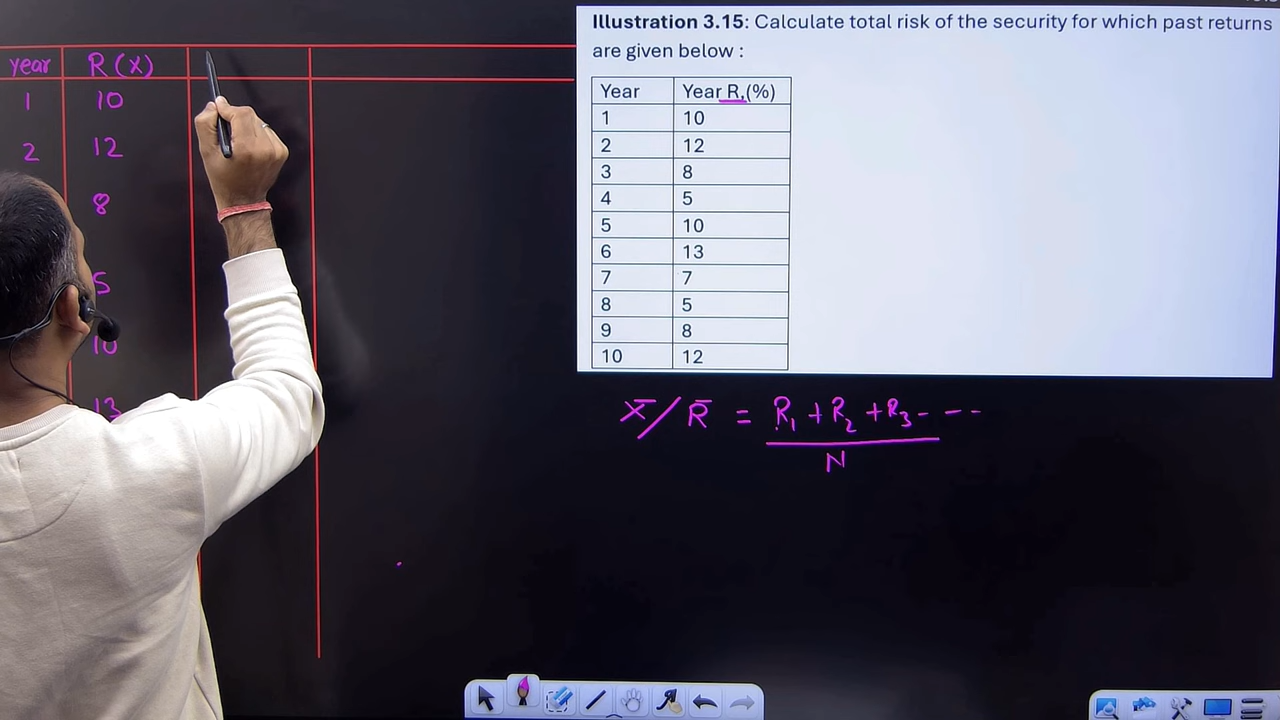 year R(X)
1 10
2 12
8
5
10
13
Illustration 3.15: Calculate total risk of the security for which past returns
are given below :
Year Year R₁(%)
1 10
2 12
3 8
4 5
5 10
6 13
7 7
8 5
9 8
10 12
X̄/R̄ = R₁+R₂+R₃- --
N